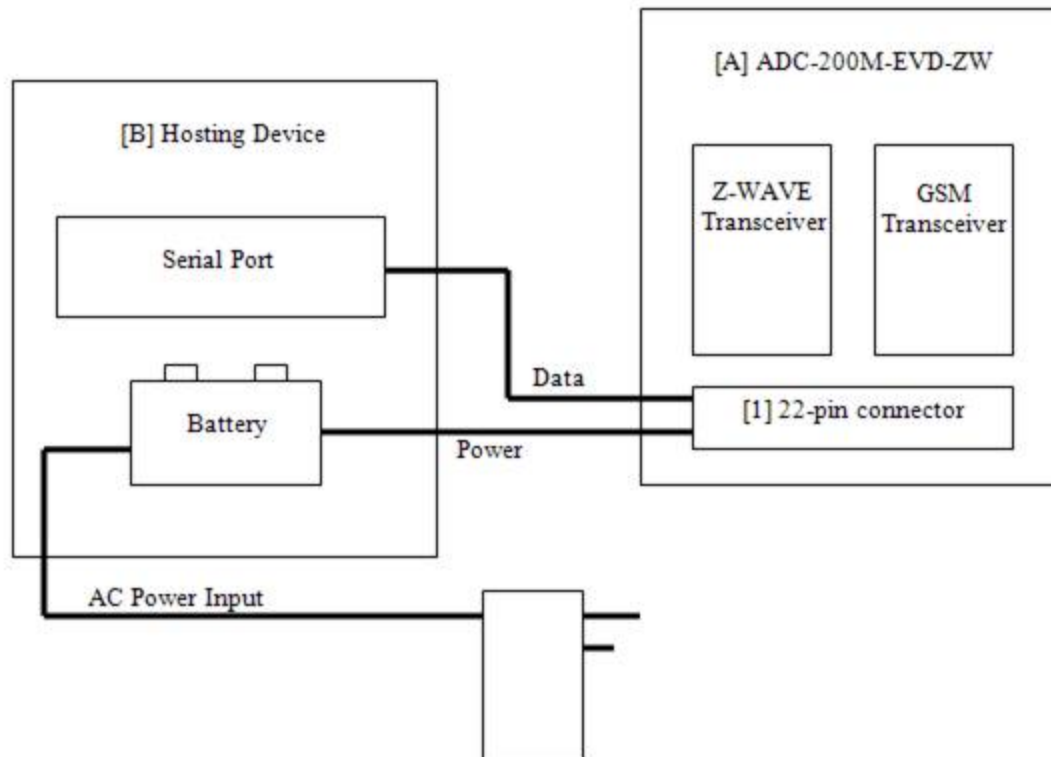 [A] ADC-200M-EVD-ZW
[B] Hosting Device
Z-WAVE
Transceiver
GSM
Transceiver
Serial Port
Data
[1] 22-pin connector
Battery
Power
AC Power Input